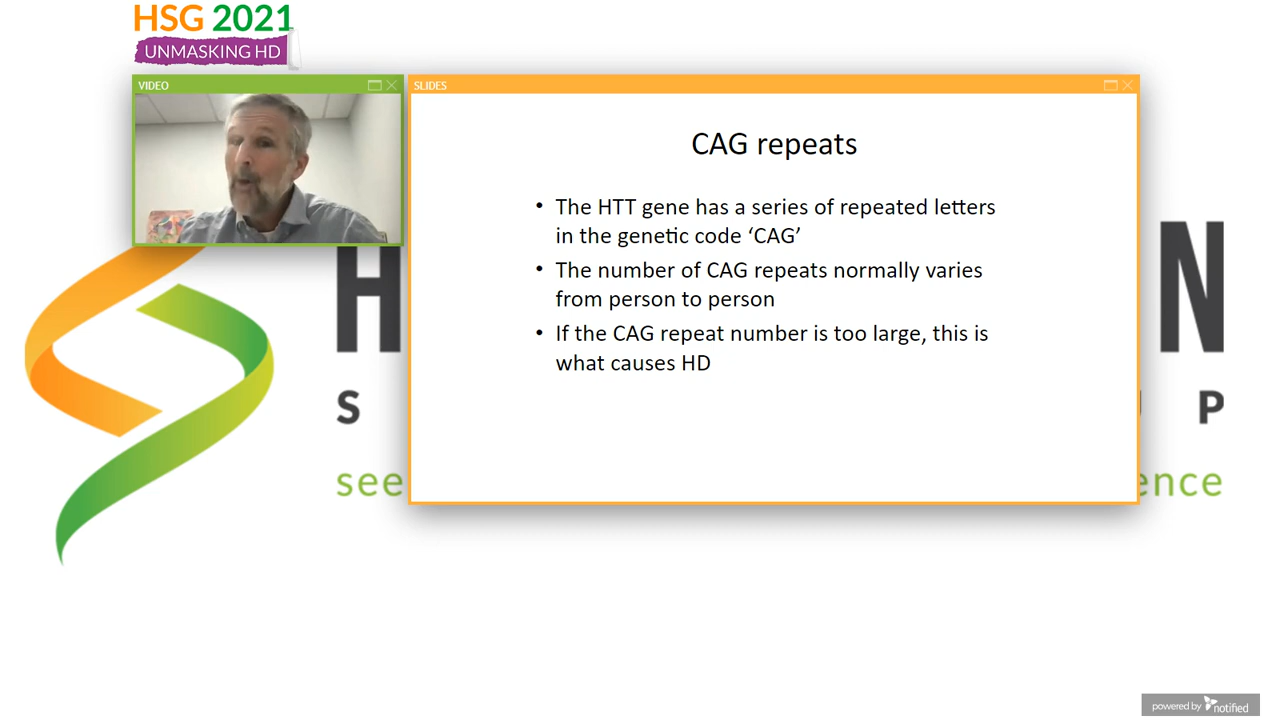 HSG 2021
UNMASKING HD
VIDEO
SLIDES
CAG repeats
• The HTT gene has a series of repeated letters
in the genetic code ‘CAG’
• The number of CAG repeats normally varies
from person to person
• If the CAG repeat number is too large, this is
what causes HD
H N
S U P
see ence
powered by notified